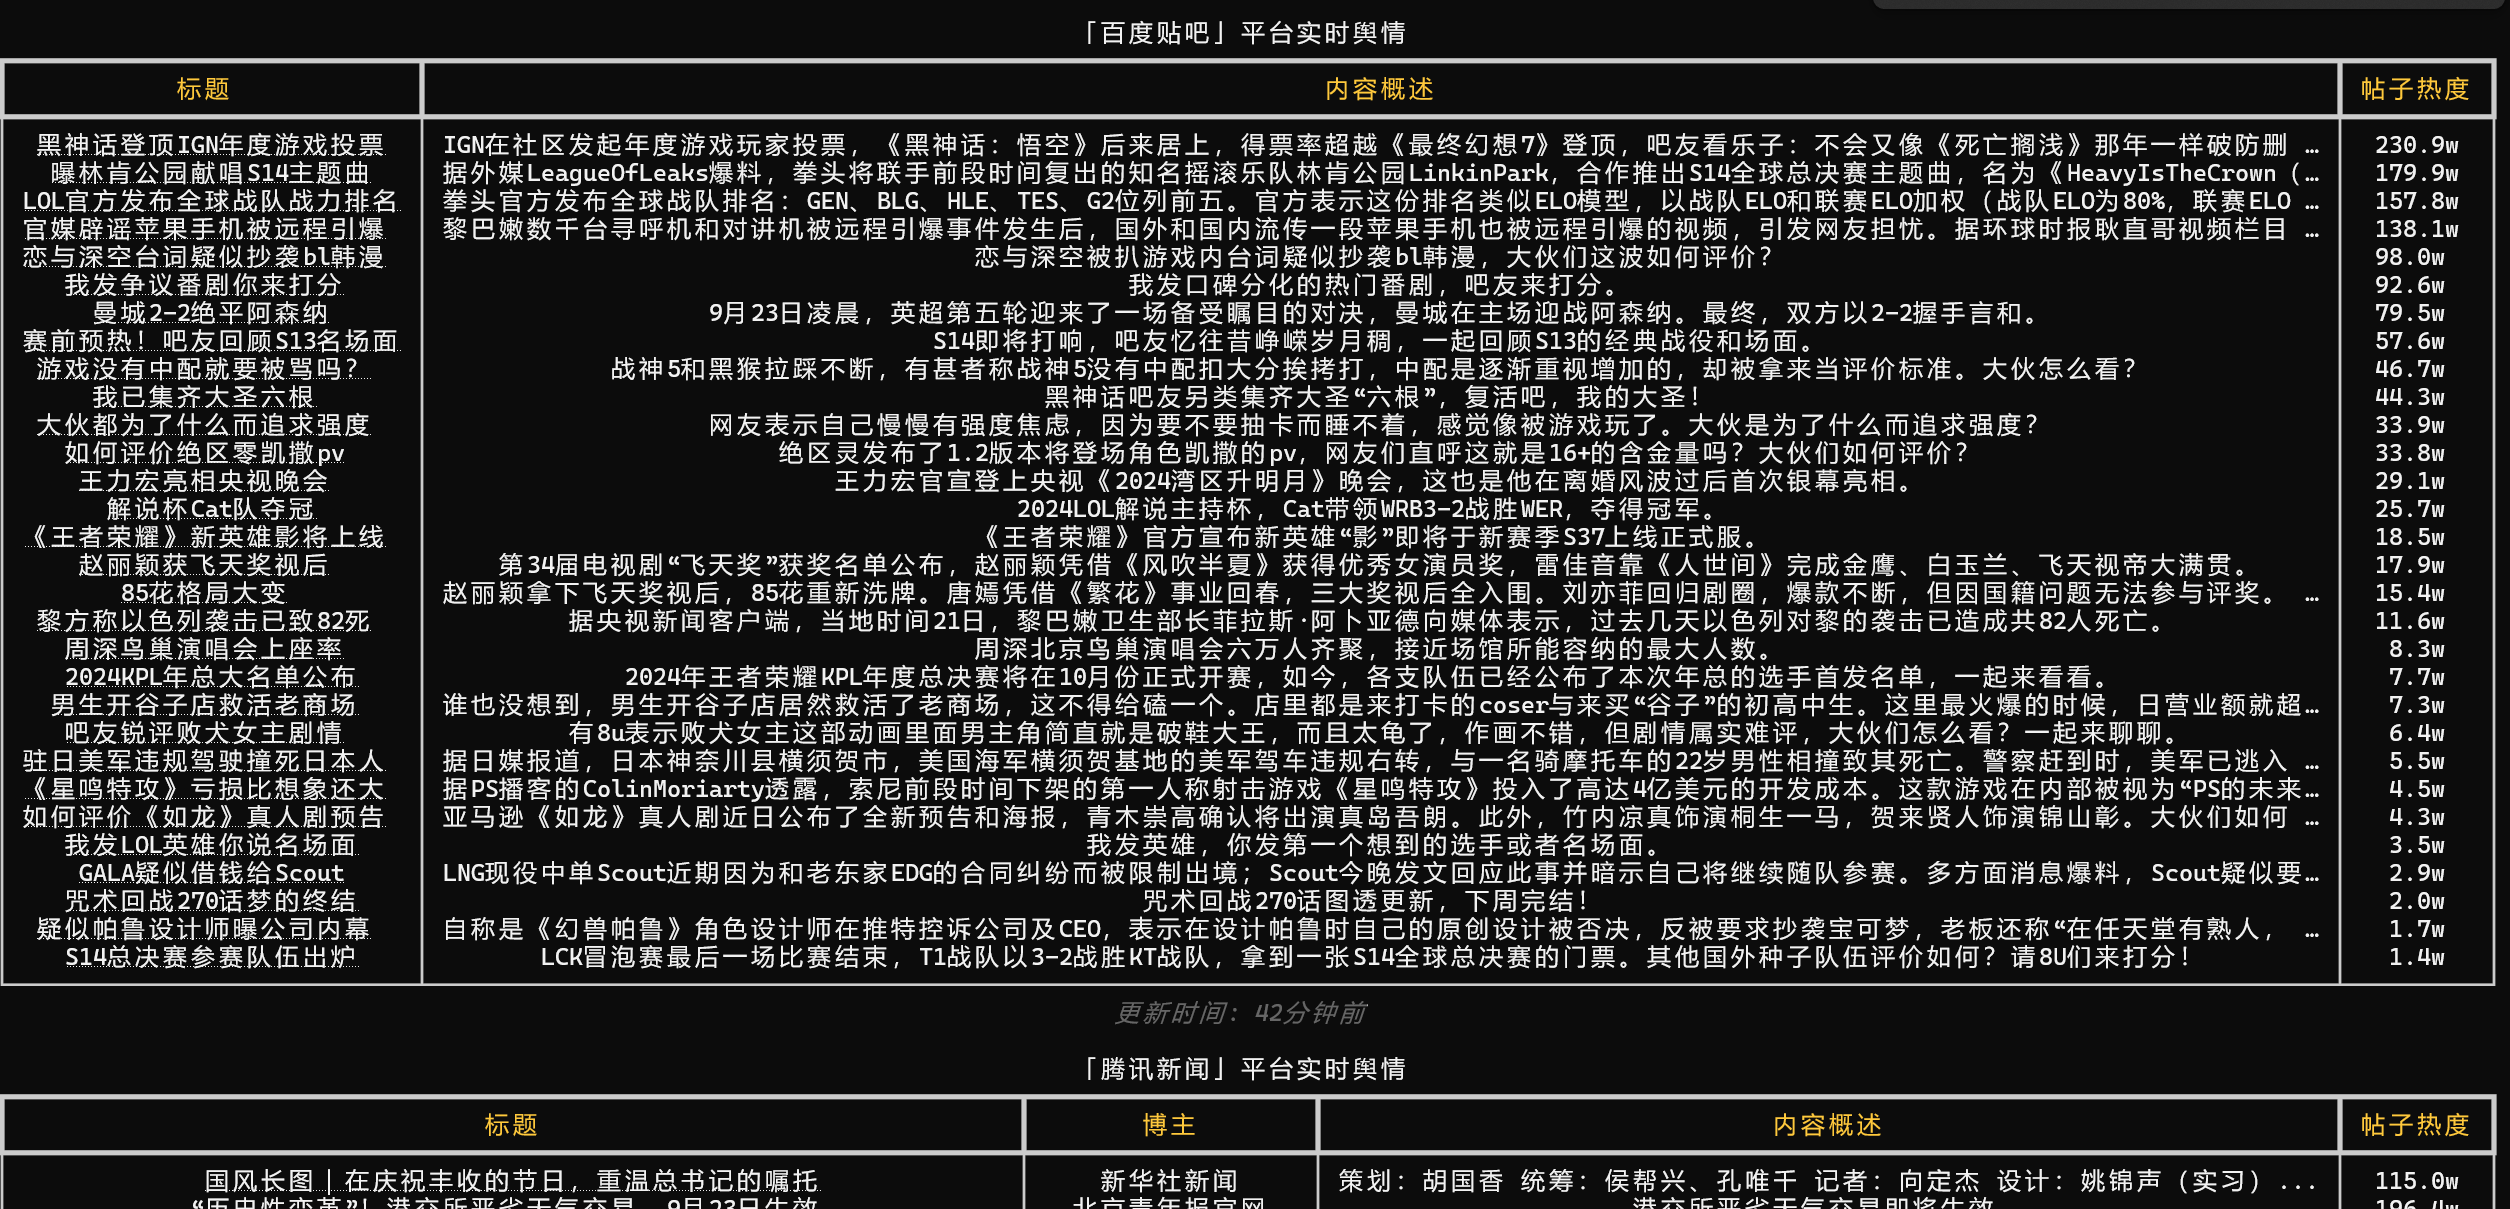 「百度贴吧」平台实时舆情
标题 内容概述 帖子热度
黑神话登顶IGN年度游戏投票 IGN在社区发起年度游戏玩家投票，《黑神话：悟空》后来居上，得票率超越《最终幻想7》登顶，吧友看乐子：不会又像《死亡搁浅》那年一样破防删 … 230.9w
曝林肯公园献唱S14主题曲 据外媒LeagueOfLeaks爆料，拳头将联手前段时间复出的知名摇滚乐队林肯公园LinkinPark，合作推出S14全球总决赛主题曲，名为《HeavyIsTheCrown（… 179.9w
LOL官方发布全球战队战力排名 拳头官方发布全球战队排名：GEN、BLG、HLE、TES、G2位列前五。官方表示这份排名类似ELO模型，以战队ELO和联赛ELO加权（战队ELO为80%，联赛ELO … 157.8w
官媒辟谣苹果手机被远程引爆 黎巴嫩数千台寻呼机和对讲机被远程引爆事件发生后，国外和国内流传一段苹果手机也被远程引爆的视频，引发网友担忧。据环球时报耿直哥视频栏目 … 138.1w
恋与深空台词疑似抄袭bl韩漫 恋与深空被扒游戏内台词疑似抄袭bl韩漫，大伙们这波如何评价？ 98.0w
我发争议番剧你来打分 我发口碑分化的热门番剧，吧友来打分。 92.6w
曼城2-2绝平阿森纳 9月23日凌晨，英超第五轮迎来了一场备受瞩目的对决，曼城在主场迎战阿森纳。最终，双方以2-2握手言和。 79.5w
赛前预热！吧友回顾S13名场面 S14即将打响，吧友忆往昔峥嵘岁月稠，一起回顾S13的经典战役和场面。 57.6w
游戏没有中配就要被骂吗？ 战神5和黑猴拉踩不断，有甚者称战神5没有中配扣大分挨拷打，中配是逐渐重视增加的，却被拿来当评价标准。大伙怎么看？ 46.7w
我已集齐大圣六根 黑神话吧友另类集齐大圣“六根”，复活吧，我的大圣！ 44.3w
大伙都为了什么而追求强度 网友表示自己慢慢有强度焦虑，因为要不要抽卡而睡不着，感觉像被游戏玩了。大伙是为了什么而追求强度？ 33.9w
如何评价绝区零凯撒pv 绝区灵发布了1.2版本将登场角色凯撒的pv，网友们直呼这就是16+的含金量吗？大伙们如何评价？ 33.8w
王力宏亮相央视晚会 王力宏官宣登上央视《2024湾区升明月》晚会，这也是他在离婚风波过后首次银幕亮相。 29.1w
解说杯Cat队夺冠 2024LOL解说主持杯，Cat带领WRB3-2战胜WER，夺得冠军。 25.7w
《王者荣耀》新英雄影将上线 《王者荣耀》官方宣布新英雄“影”即将于新赛季S37上线正式服。 18.5w
赵丽颖获飞天奖视后 第34届电视剧“飞天奖”获奖名单公布，赵丽颖凭借《风吹半夏》获得优秀女演员奖，雷佳音靠《人世间》完成金鹰、白玉兰、飞天视帝大满贯。 17.9w
85花格局大变 赵丽颖拿下飞天奖视后，85花重新洗牌。唐嫣凭借《繁花》事业回春，三大奖视后全入围。刘亦菲回归剧圈，爆款不断，但因国籍问题无法参与评奖。 … 15.4w
黎方称以色列袭击已致82死 据央视新闻客户端，当地时间21日，黎巴嫩卫生部长菲拉斯·阿卜亚德向媒体表示，过去几天以色列对黎的袭击已造成共82人死亡。 11.6w
周深鸟巢演唱会上座率 周深北京鸟巢演唱会六万人齐聚，接近场馆所能容纳的最大人数。 8.3w
2024KPL年总大名单公布 2024年王者荣耀KPL年度总决赛将在10月份正式开赛，如今，各支队伍已经公布了本次年总的选手首发名单，一起来看看。 7.7w
男生开谷子店救活老商场 谁也没想到，男生开谷子店居然救活了老商场，这不得给磕一个。店里都是来打卡的coser与来买“谷子”的初高中生。这里最火爆的时候，日营业额就超… 7.3w
吧友锐评败犬女主剧情 有8u表示败犬女主这部动画里面男主角简直就是破鞋大王，而且太龟了，作画不错，但剧情属实难评，大伙们怎么看？一起来聊聊。 6.4w
驻日美军违规驾驶撞死日本人 据日媒报道，日本神奈川县横须贺市，美国海军横须贺基地的美军驾车违规右转，与一名骑摩托车的22岁男性相撞致其死亡。警察赶到时，美军已逃入 … 5.5w
《星鸣特攻》亏损比想象还大 据PS播客的ColinMoriarty透露，索尼前段时间下架的第一人称射击游戏《星鸣特攻》投入了高达4亿美元的开发成本。这款游戏在内部被视为“PS的未来… 4.5w
如何评价《如龙》真人剧预告 亚马逊《如龙》真人剧近日公布了全新预告和海报，青木崇高确认将出演真岛吾朗。此外，竹内凉真饰演桐生一马，贺来贤人饰演锦山彰。大伙们如何 … 4.3w
我发LOL英雄你说名场面 我发英雄，你发第一个想到的选手或者名场面。 3.5w
GALA疑似借钱给Scout LNG现役中单Scout近期因为和老东家EDG的合同纠纷而被限制出境；Scout今晚发文回应此事并暗示自己将继续随队参赛。多方面消息爆料，Scout疑似要… 2.9w
咒术回战270话梦的终结 咒术回战270话图透更新，下周完结！ 2.0w
疑似帕鲁设计师曝公司内幕 自称是《幻兽帕鲁》角色设计师在推特控诉公司及CEO，表示在设计帕鲁时自己的原创设计被否决，反被要求抄袭宝可梦，老板还称“在任天堂有熟人， … 1.7w
S14总决赛参赛队伍出炉 LCK冒泡赛最后一场比赛结束，T1战队以3-2战胜KT战队，拿到一张S14全球总决赛的门票。其他国外种子队伍评价如何？请8U们来打分！ 1.4w
更新时间：42分钟前
「腾讯新闻」平台实时舆情
标题 博主 内容概述 帖子热度
国风长图｜在庆祝丰收的节日，重温总书记的嘱托 新华社新闻 策划：胡国香 统筹：侯帮兴、孔唯千 记者：向定杰 设计：姚锦声（实习）... 115.0w